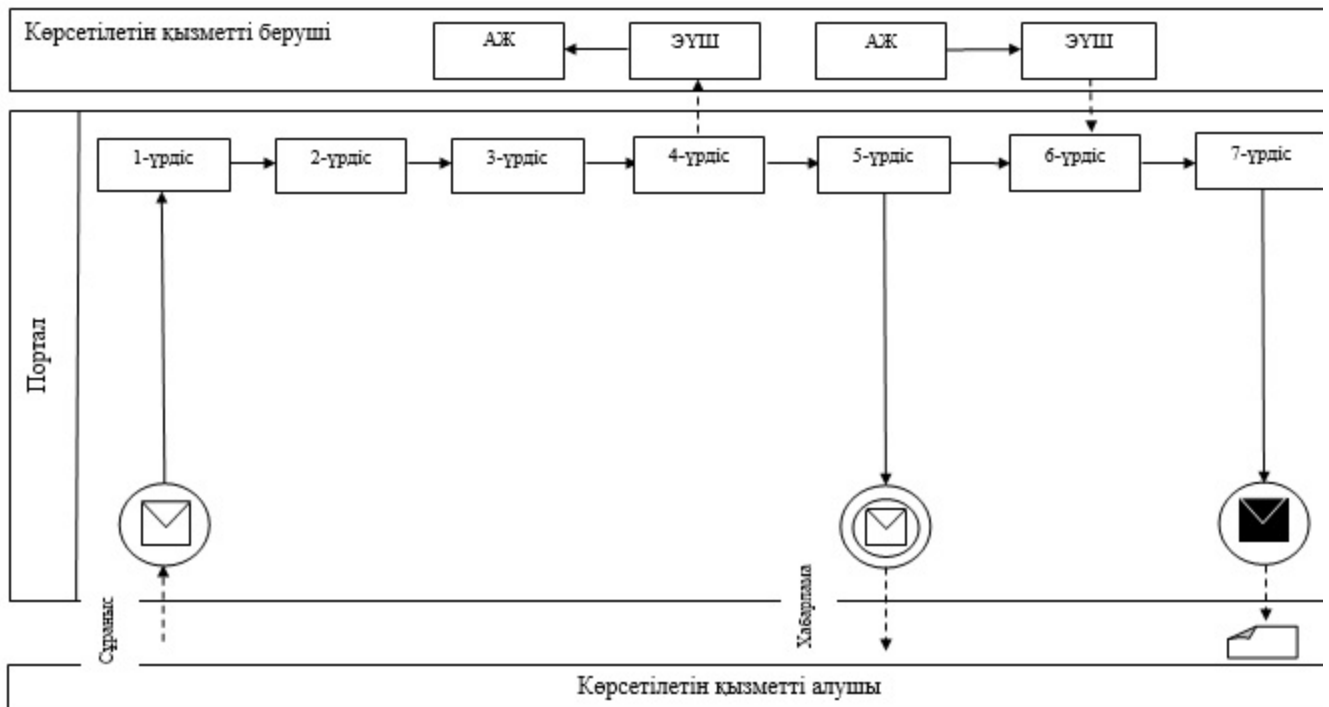 Көрсетілетін қызметті беруші
АЖ
ЭҮШ
АЖ
ЭҮШ
Портал
1-үрдіс
2-үрдіс
3-үрдіс
4-үрдіс
5-үрдіс
6-үрдіс
7-үрдіс
Сұраныс
Хабарлама
Көрсетілетін қызметті алушы